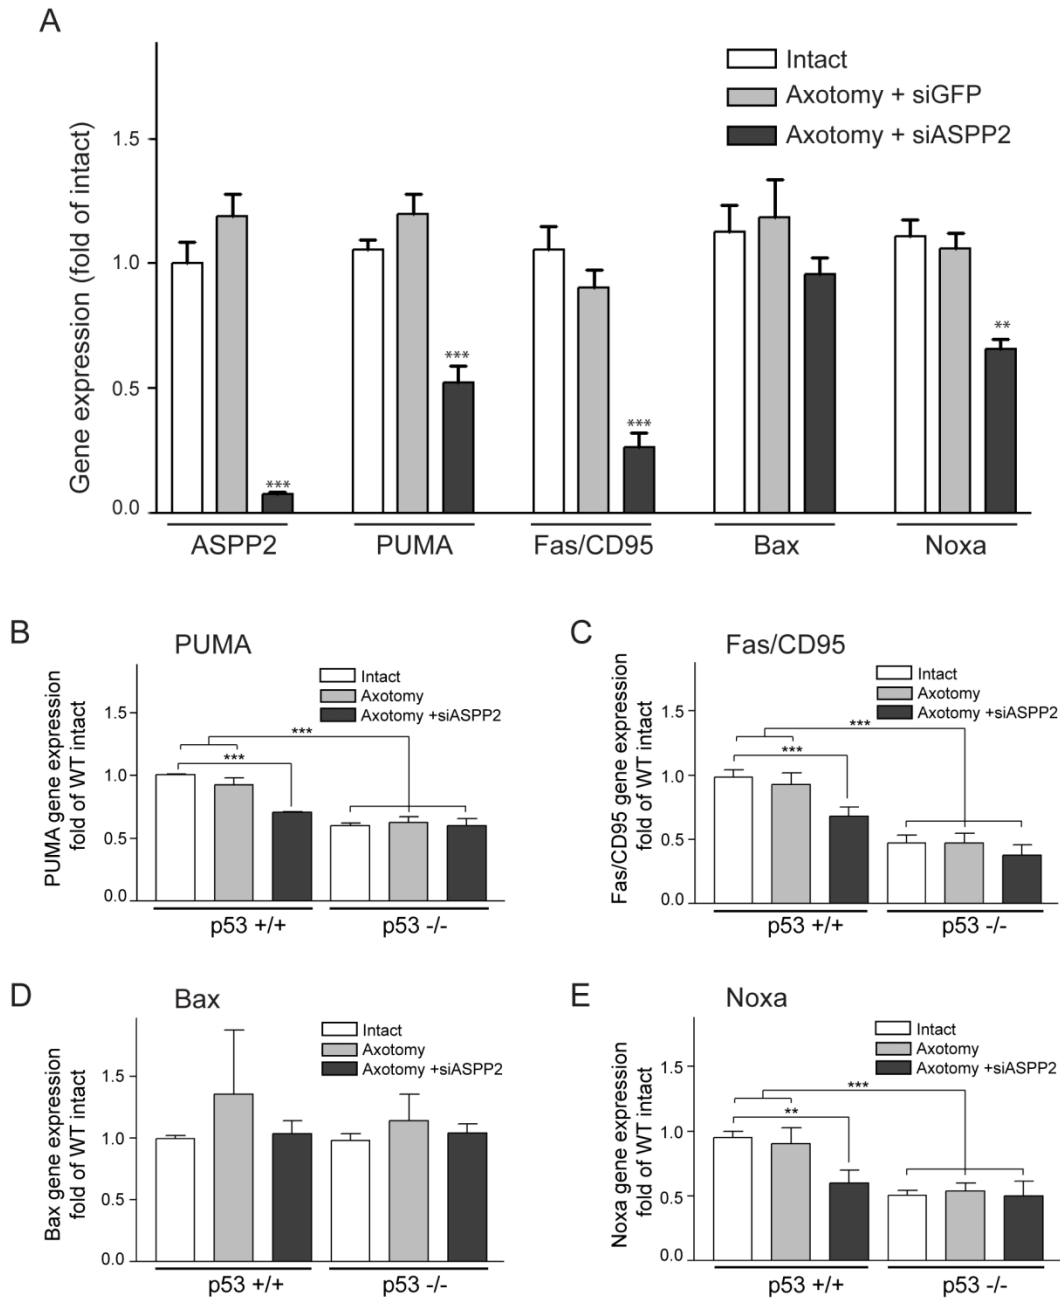 A
Intact
Axotomy + siGFP
Axotomy + siASPP2
Gene expression (fold of intact)
1.5
1.0
0.5
0.0
***
***
***
**
ASPP2
PUMA
Fas/CD95
Bax
Noxa
B
PUMA
Intact
Axotomy
Axotomy +siASPP2
PUMA gene expression
fold of WT intact
1.5
1.0
0.5
0.0
***
***
p53 +/+
p53 -/-
C
Fas/CD95
Intact
Axotomy
Axotomy +siASPP2
Fas/CD95 gene expression
fold of WT intact
1.5
1.0
0.5
0.0
***
***
p53 +/+
p53 -/-
D
Bax
Intact
Axotomy
Axotomy +siASPP2
Bax gene expression
fold of WT intact
1.5
1.0
0.5
0.0
p53 +/+
p53 -/-
E
Noxa
Intact
Axotomy
Axotomy +siASPP2
Noxa gene expression
fold of WT intact
1.5
1.0
0.5
0.0
***
**
p53 +/+
p53 -/-